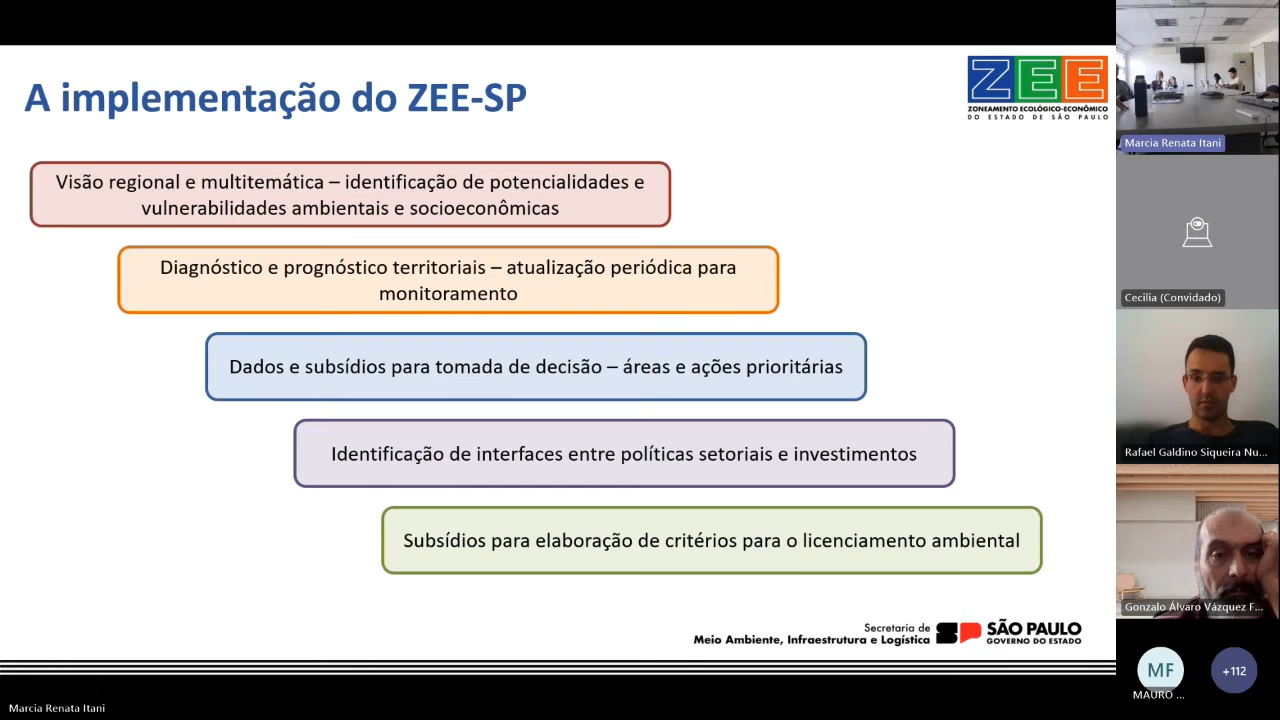 A implementação do ZEE-SP
ZEE
ZONEAMENTO ECOLÓGICO-ECONÔMICO
DO ESTADO DE SÃO PAULO
Visão regional e multitemática – identificação de potencialidades e
vulnerabilidades ambientais e socioeconômicas
Diagnóstico e prognóstico territoriais – atualização periódica para
monitoramento
Dados e subsídios para tomada de decisão – áreas e ações prioritárias
Identificação de interfaces entre políticas setoriais e investimentos
Subsídios para elaboração de critérios para o licenciamento ambiental
Secretaria de
Meio Ambiente, Infraestrutura e Logística
SP
SÃO PAULO
GOVERNO DO ESTADO
Marcia Renata Itani
Marcia Renata Itani
Cecilia (Convidado)
Rafael Galdino Siqueira Nu...
Gonzalo Álvaro Vázquez F...
MF
MAURO ...
+112